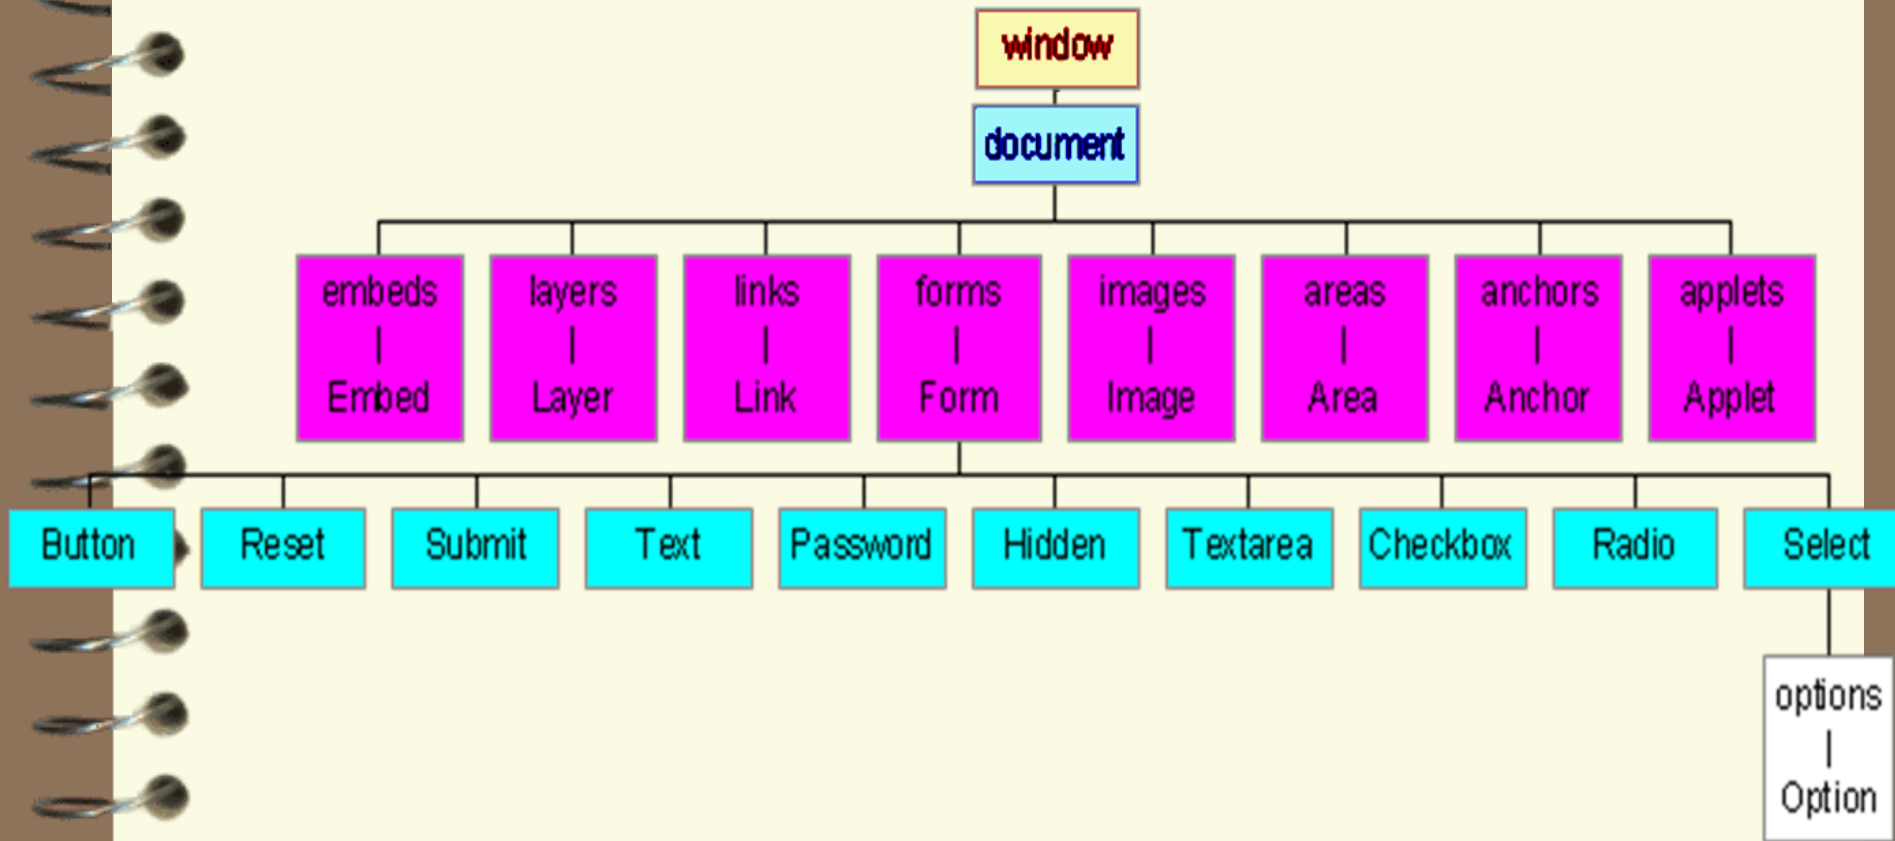 window
document
embeds layers links forms images areas anchors applets
| | | | | | | |
Embed Layer Link Form Image Area Anchor Applet
Button Reset Submit Text Password Hidden Textarea Checkbox Radio Select
options
|
Option